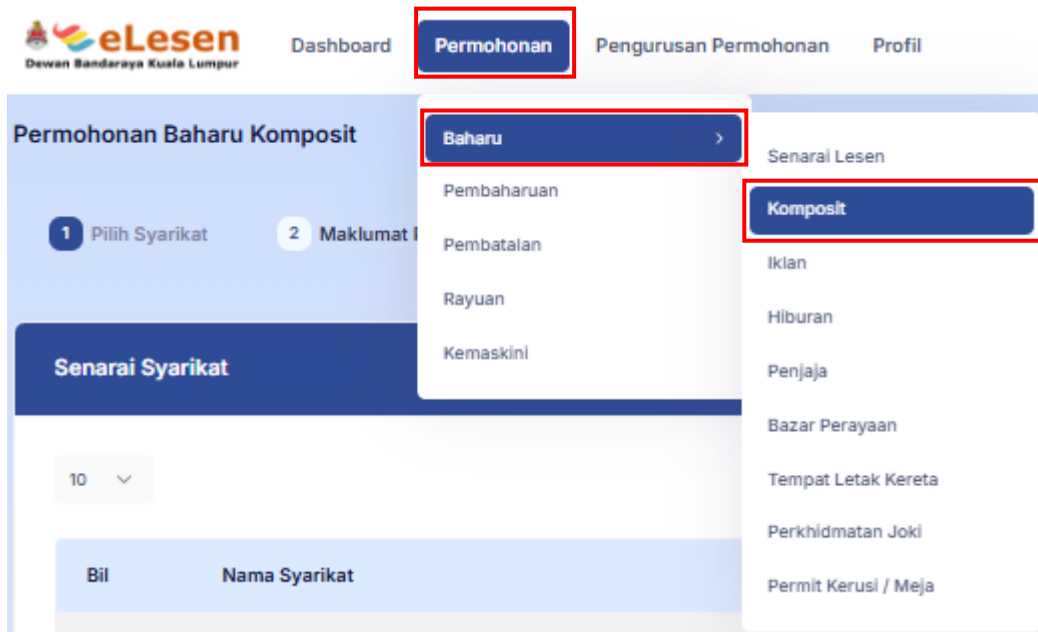 eLesen
Dewan Bandaraya Kuala Lumpur
Dashboard
Permohonan
Pengurusan Permohonan
Profil
Permohonan Baharu Komposit
1 Pilih Syarikat
2 Maklumat
Baharu
Pembaharuan
Pembatalan
Rayuan
Kemaskini
Senarai Lesen
Komposit
Iklan
Hiburan
Penjaja
Bazar Perayaan
Tempat Letak Kereta
Perkhidmatan Joki
Permit Kerusi / Meja
Senarai Syarikat
10
Bil
Nama Syarikat